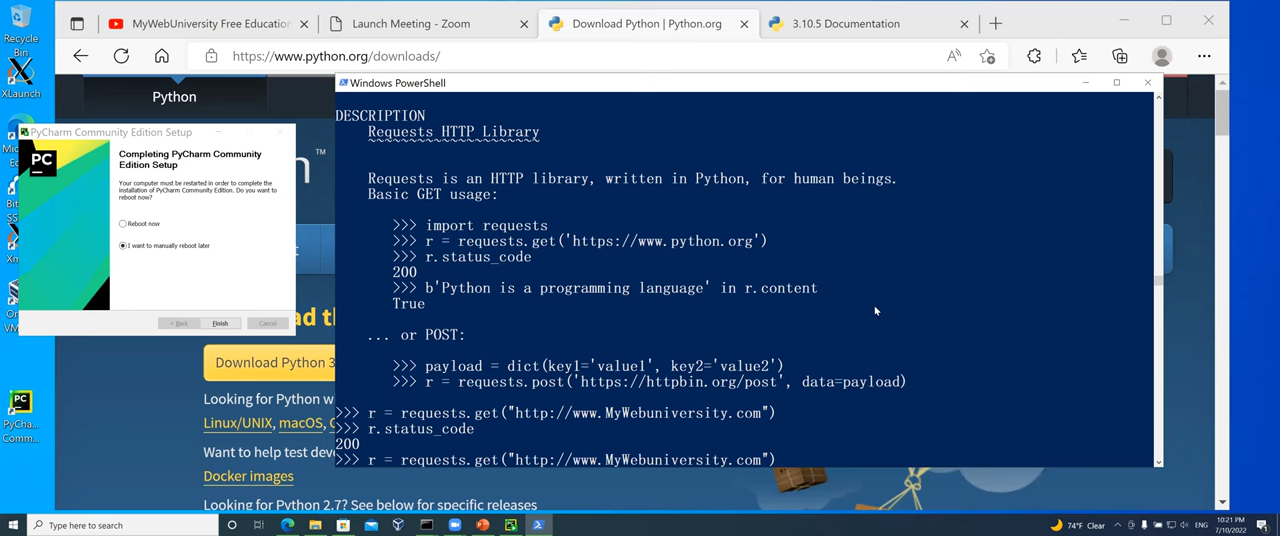 Recycle
Bin
XLaunch
PyCha...
Comm...
MyWebUniversity Free Education
Launch Meeting - Zoom
Download Python | Python.org
3.10.5 Documentation
https://www.python.org/downloads/
Python
PyCharm Community Edition Setup
PC
Completing PyCharm Community
Edition Setup
Your computer must be restarted in order to complete the
installation of PyCharm Community Edition. Do you want to
reboot now?
Reboot now
I want to manually reboot later
< Back
Finish
Cancel
TM
Download Python 3
Looking for Python w
Linux/UNIX, macOS,
Want to help test deve
Docker images
Looking for Python 2.7? See below for specific releases
Windows PowerShell
DESCRIPTION
Requests HTTP Library
~~~~~~~~~~~~~~~~~~~~~
Requests is an HTTP library, written in Python, for human beings.
Basic GET usage:
>>> import requests
>>> r = requests.get('https://www.python.org')
>>> r.status_code
200
>>> b'Python is a programming language' in r.content
True
... or POST:
>>> payload = dict(key1='value1', key2='value2')
>>> r = requests.post('https://httpbin.org/post', data=payload)
>>> r = requests.get("http://www.MyWebuniversity.com")
>>> r.status_code
200
>>> r = requests.get("http://www.MyWebuniversity.com")
Type here to search
74°F Clear
ENG
10:21 PM
7/10/2022